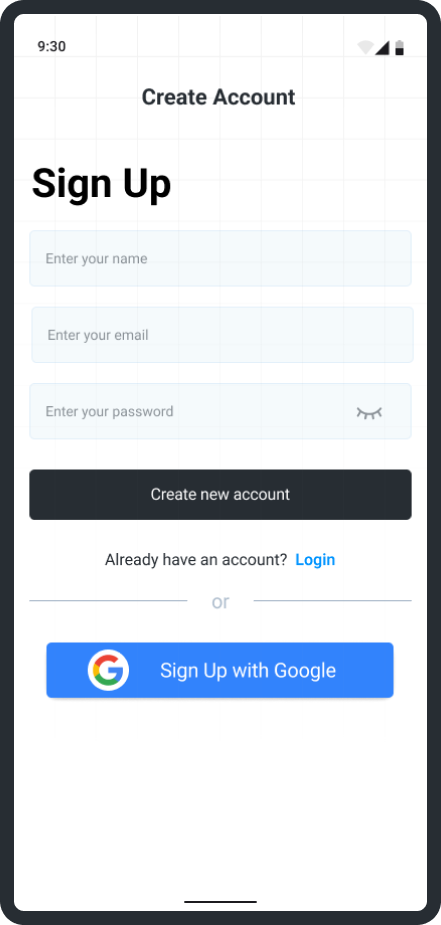 9:30
Create Account
Sign Up
Enter your name
Enter your email
Enter your password
Create new account
Already have an account? Login
or
Sign Up with Google